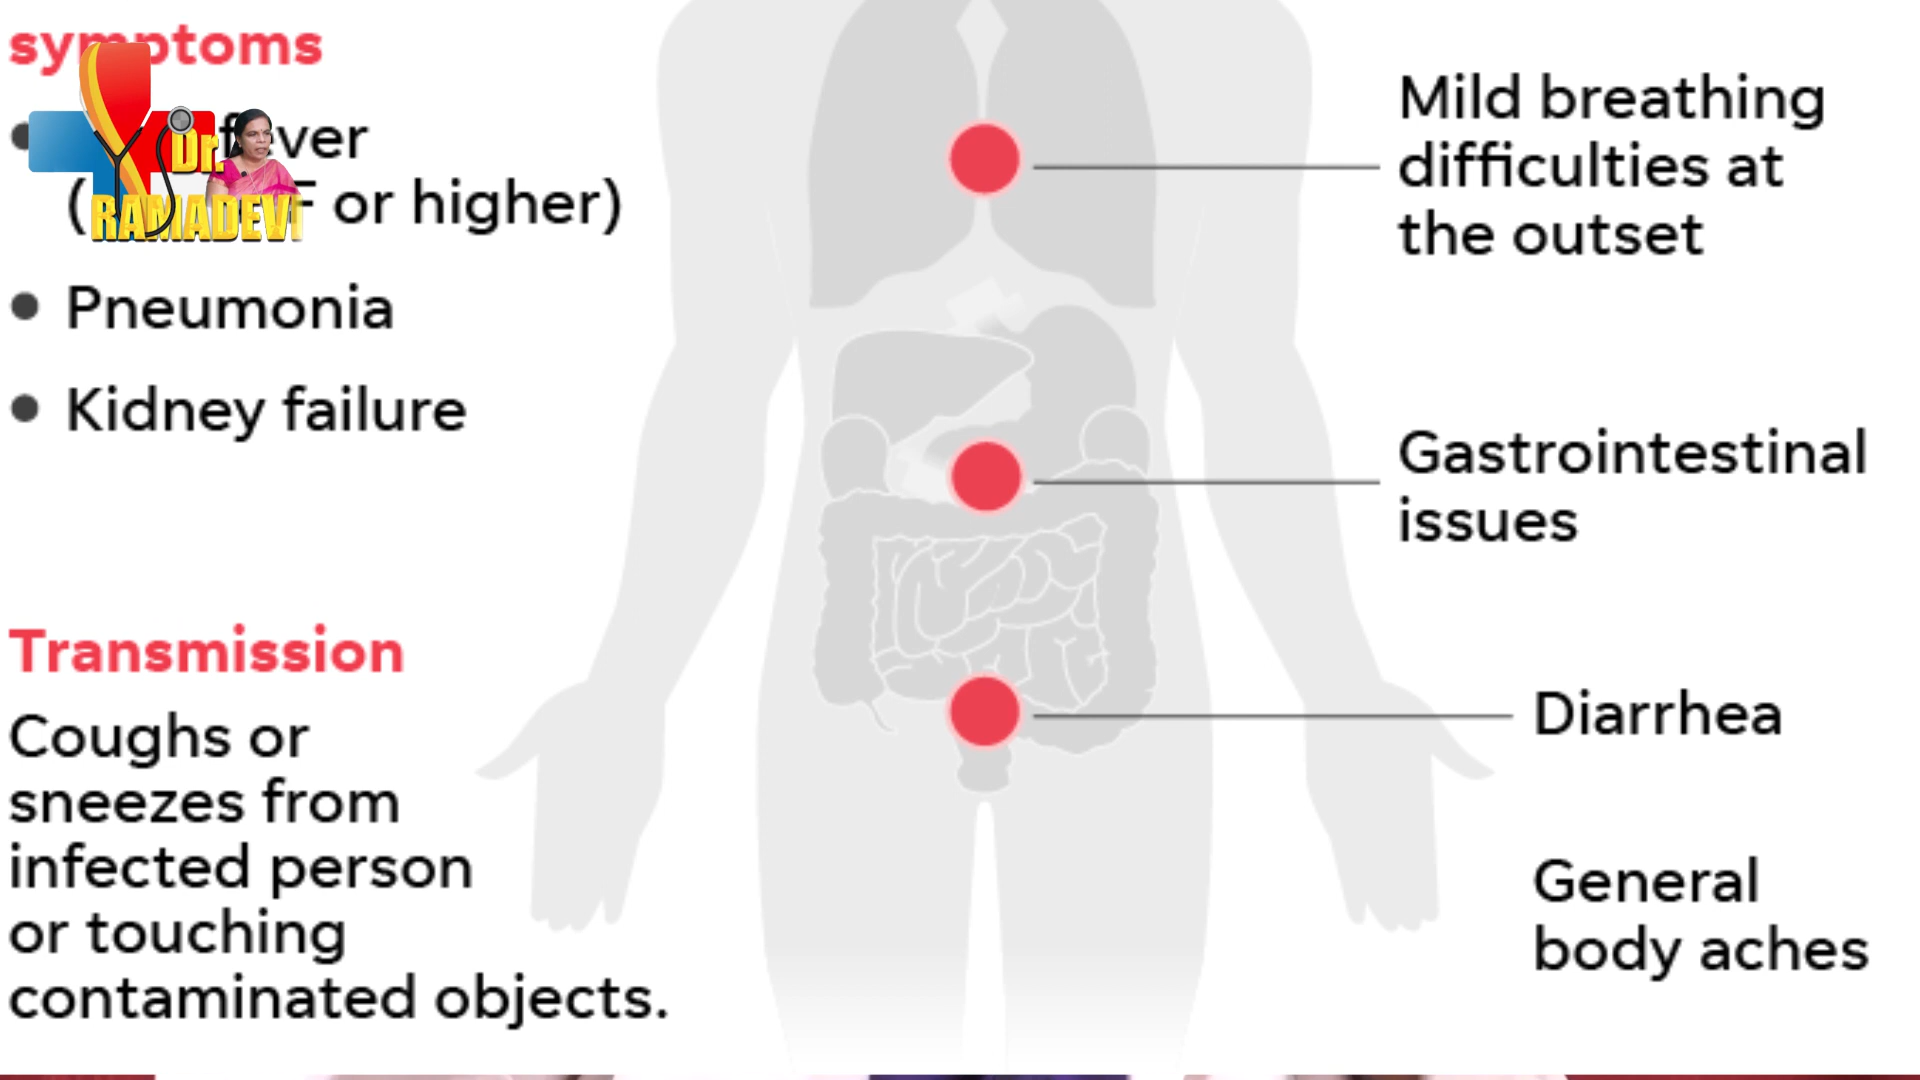 symptoms
Dr.
RAMADEVI
fever
F or higher)
Pneumonia
Kidney failure
Transmission
Coughs or
sneezes from
infected person
or touching
contaminated objects.
Mild breathing
difficulties at
the outset
Gastrointestinal
issues
Diarrhea
General
body aches